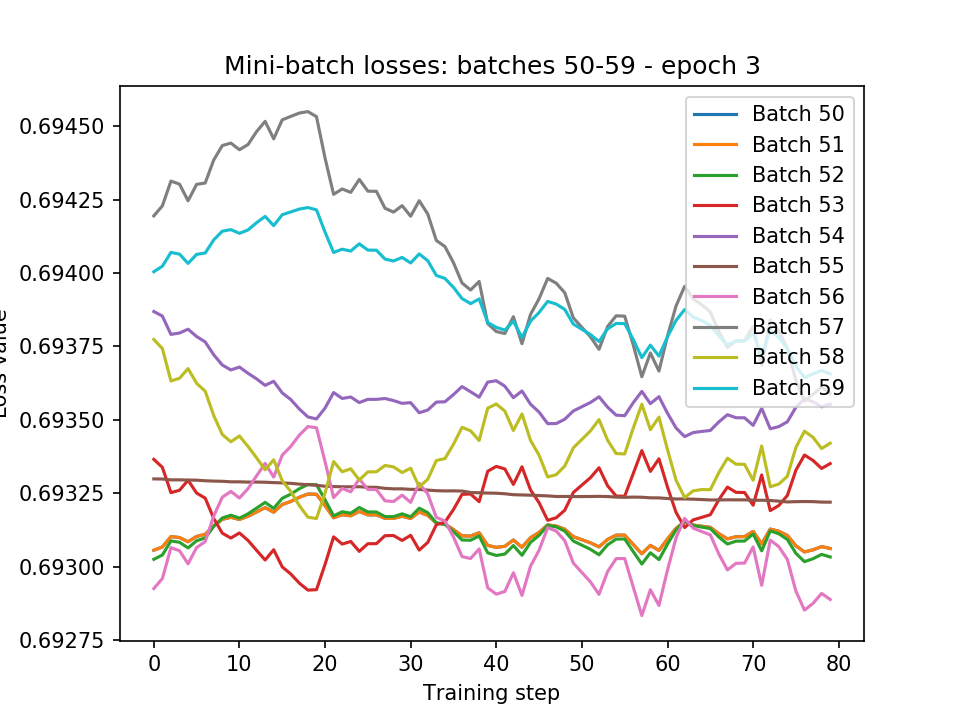 Mini-batch losses: batches 50-59 - epoch 3
0.69450
0.69425
0.69400
0.69375
0.69350
0.69325
0.69300
0.69275
Loss value
0 10 20 30 40 50 60 70 80
Training step
Batch 50
Batch 51
Batch 52
Batch 53
Batch 54
Batch 55
Batch 56
Batch 57
Batch 58
Batch 59